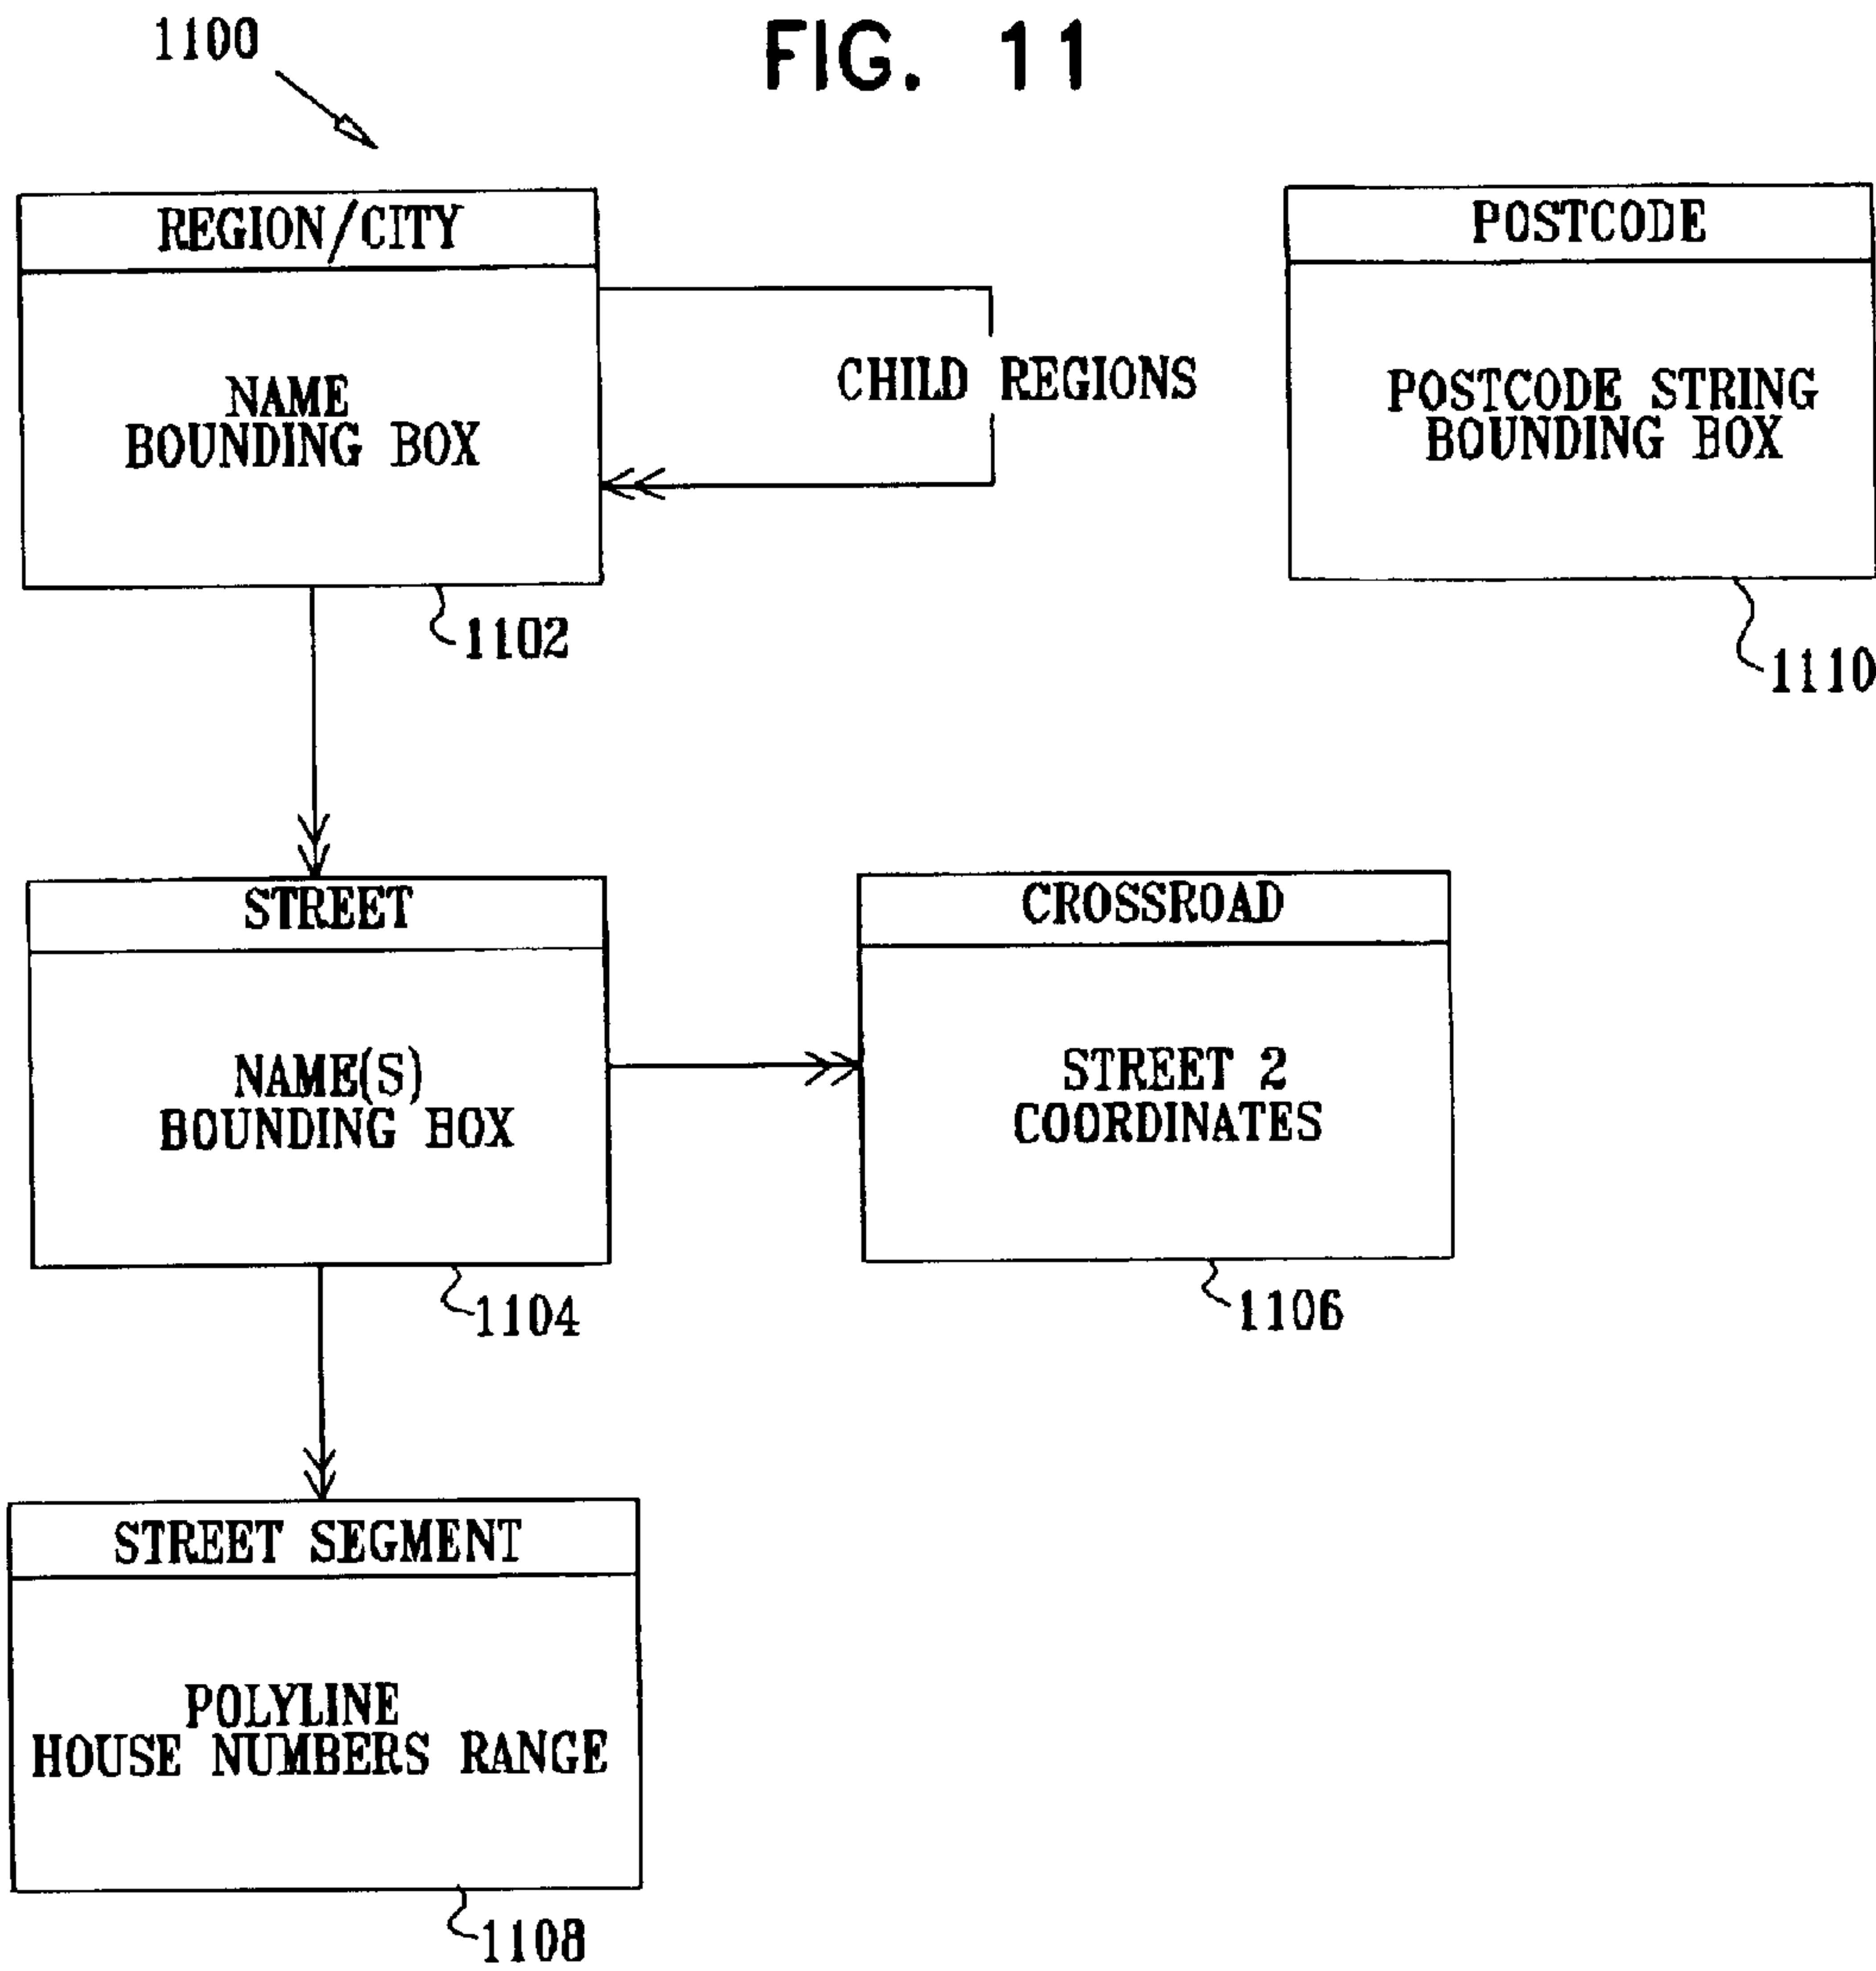 1100
FIG. 11
REGION/CITY
NAME
BOUNDING BOX
CHILD REGIONS
1102
POSTCODE
POSTCODE STRING
BOUNDING BOX
1110
STREET
NAME(S)
BOUNDING BOX
1104
CROSSROAD
STREET 2
COORDINATES
1106
STREET SEGMENT
POLYLINE
HOUSE NUMBERS RANGE
1108